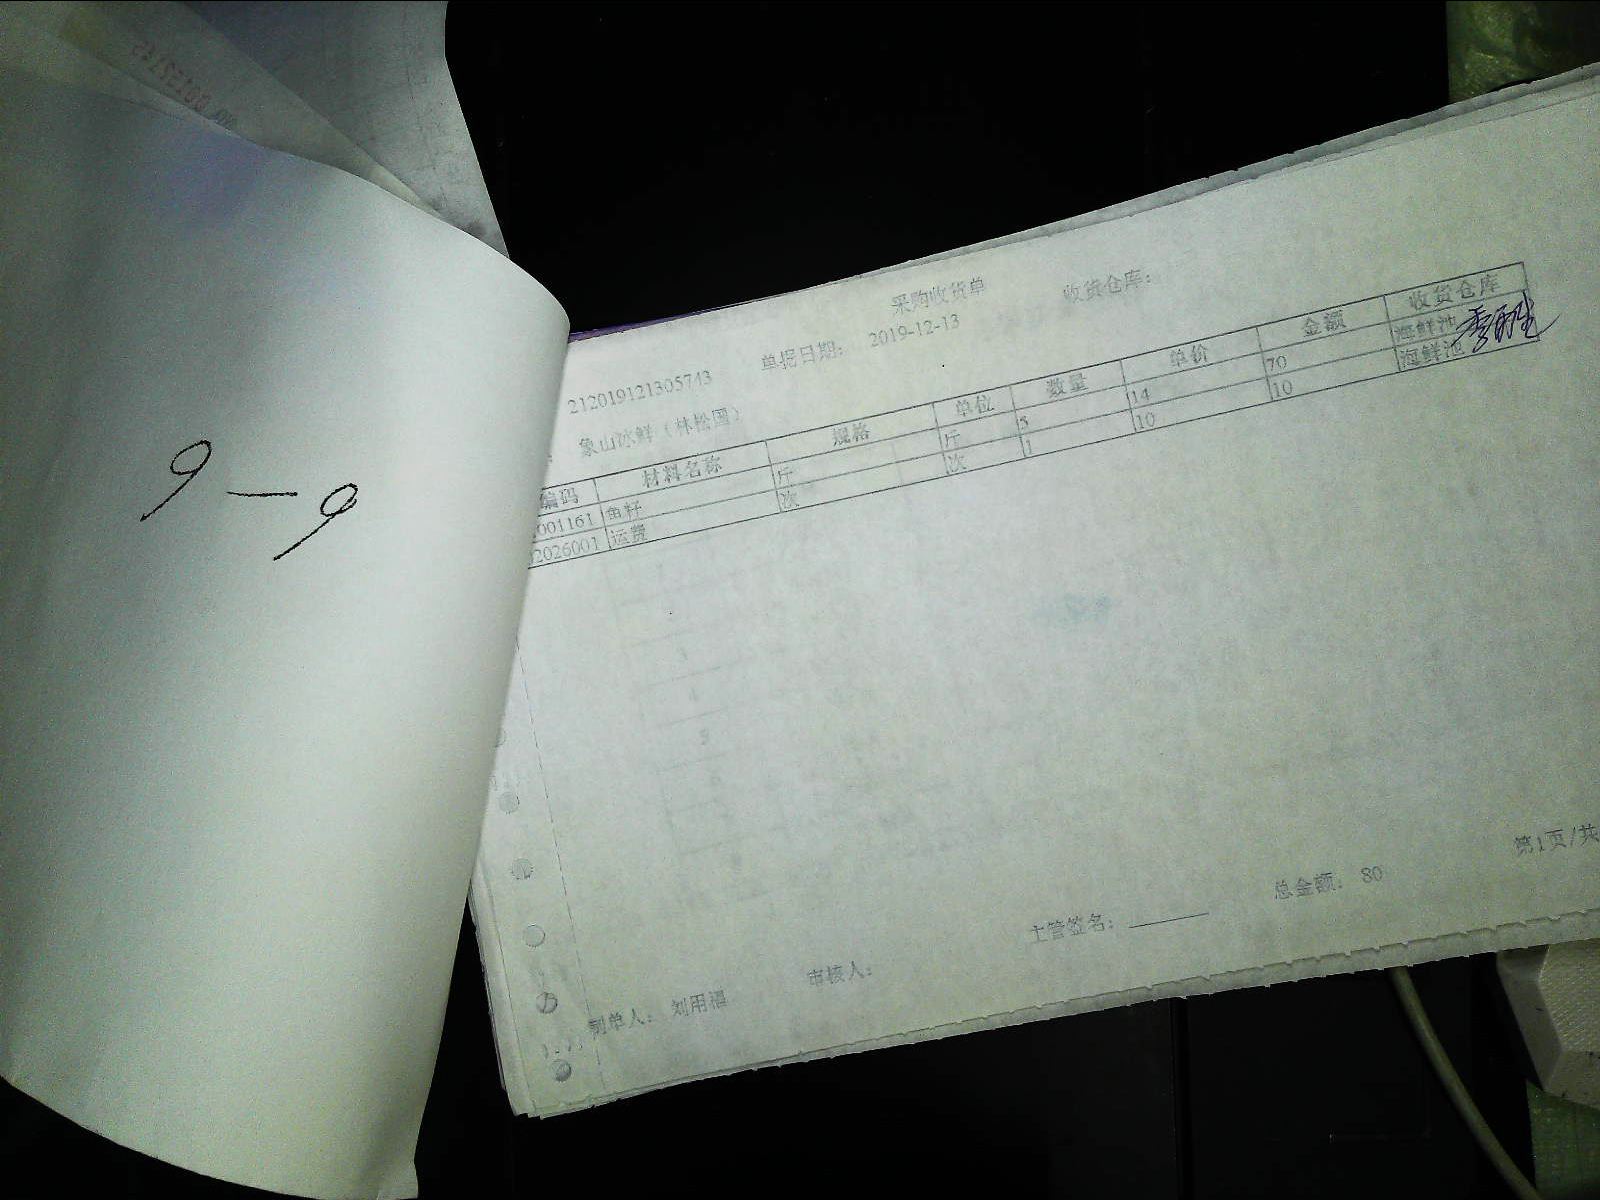 9-9
采购收货单
收货仓库:
212019121305743
单据日期: 2019-12-13
象山冰鲜(林松国)
编码 材料名称 规格 单位 数量 单价 金额 收货仓库
001161 鱼籽 斤 斤 5 14 70 海鲜池
2026001 运费 次 次 1 10 10 海鲜池
第1页/共
总金额: 80
主管签名:
审核人:
制单人: 刘用福